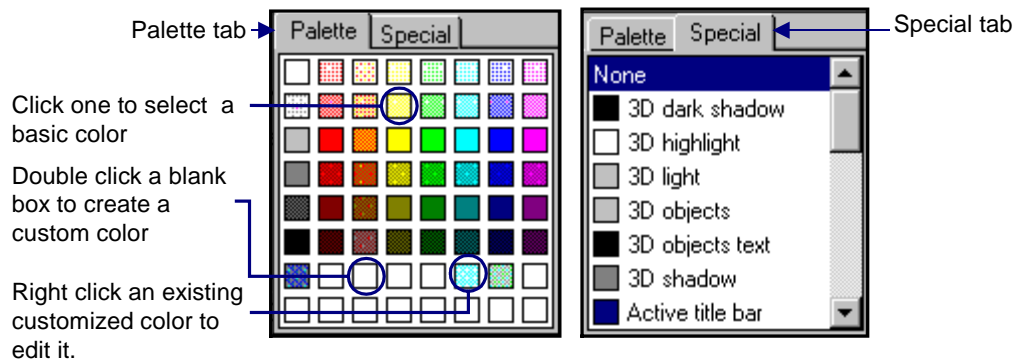 Palette tab
Palette Special
Click one to select a
basic color
Double click a blank
box to create a
custom color
Right click an existing
customized color to
edit it.
Palette Special
Special tab
None
3D dark shadow
3D highlight
3D light
3D objects
3D objects text
3D shadow
Active title bar